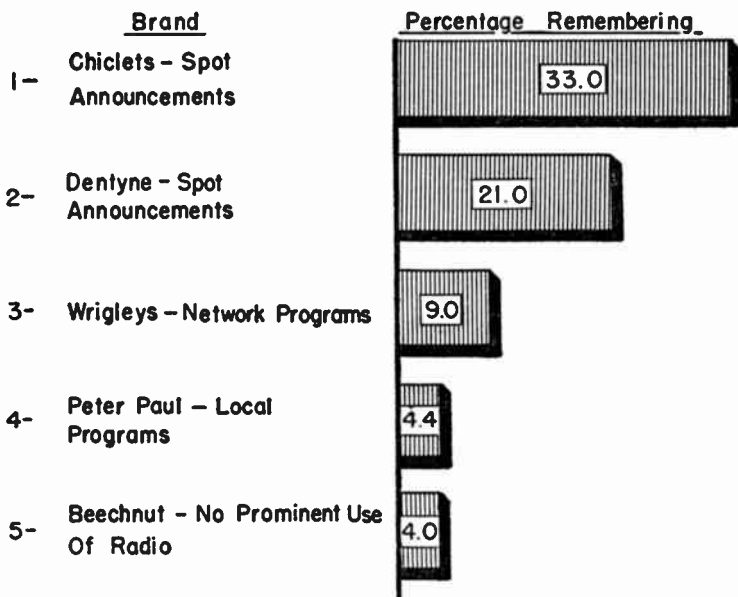 Brand Percentage Remembering
1- Chiclets - Spot
Announcements
33.0
2- Dentyne - Spot
Announcements
21.0
3- Wrigleys - Network Programs
9.0
4- Peter Paul - Local
Programs
4.4
5- Beechnut - No Prominent Use
Of Radio
4.0